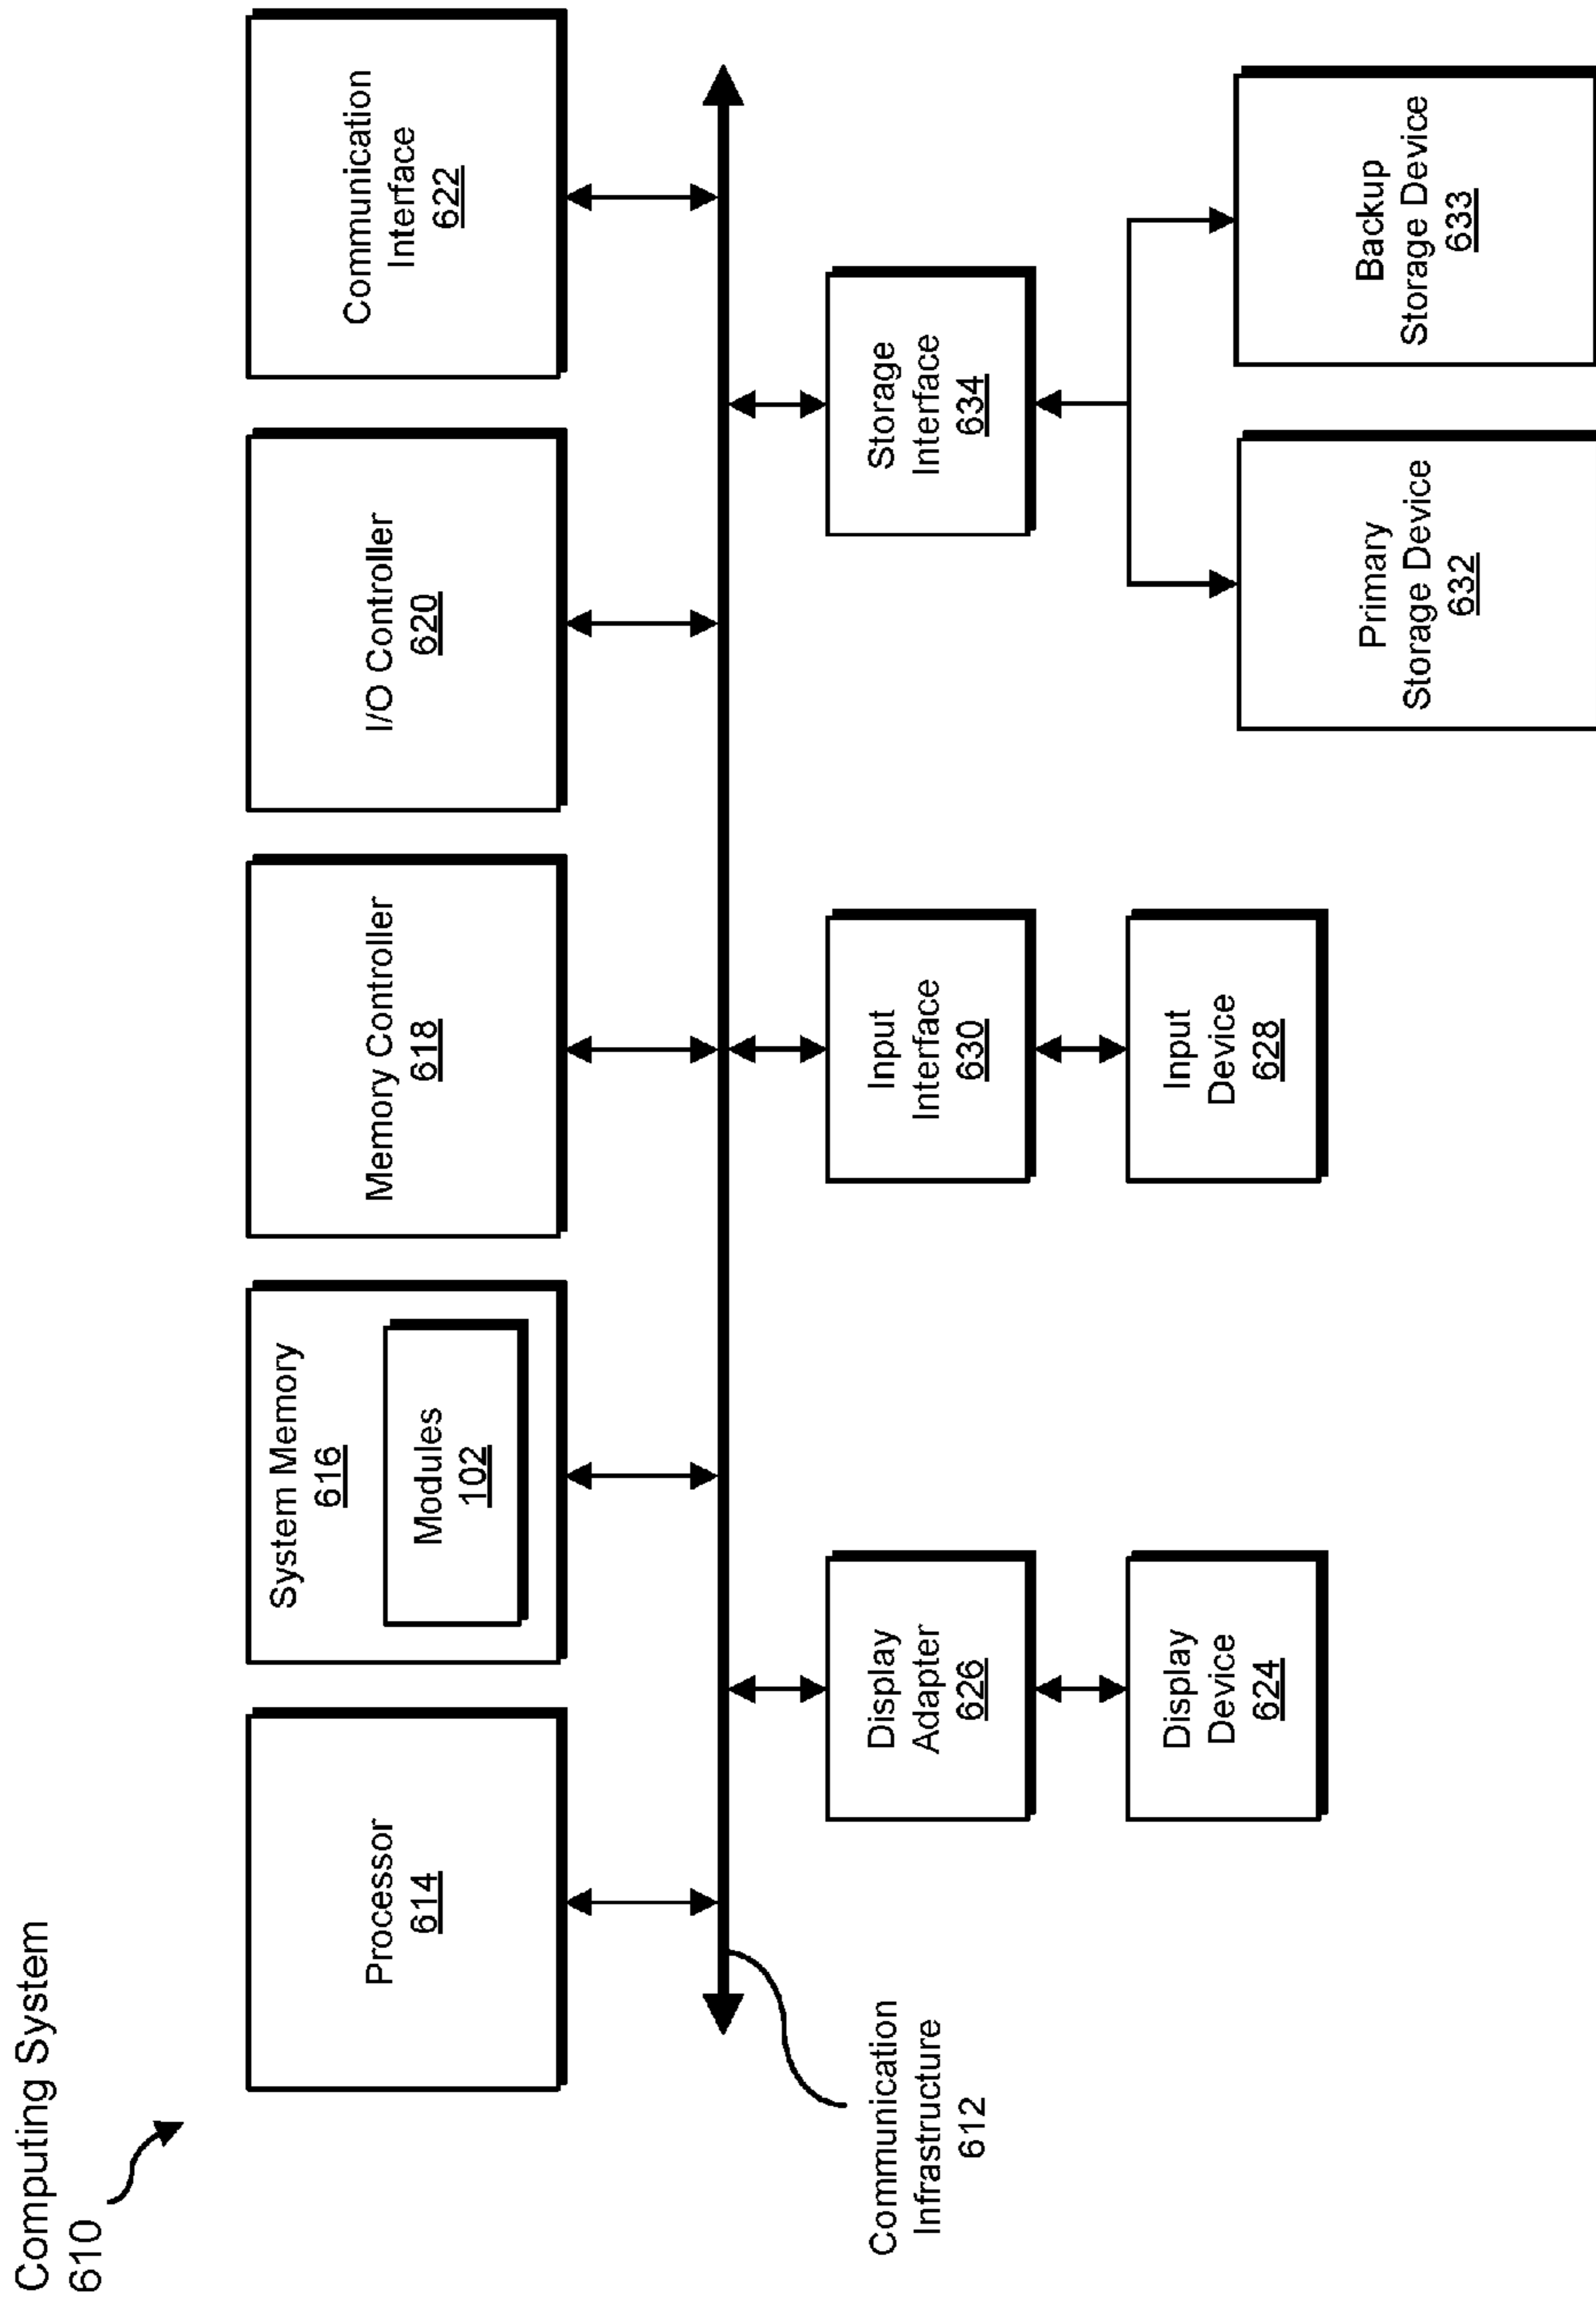 Computing System
610
Processor
614
System Memory
616
Modules
102
Memory Controller
618
I/O Controller
620
Communication
Interface
622
Communication
Infrastructure
612
Display
Adapter
626
Input
Interface
630
Storage
Interface
634
Display
Device
624
Input
Device
628
Primary
Storage Device
632
Backup
Storage Device
633